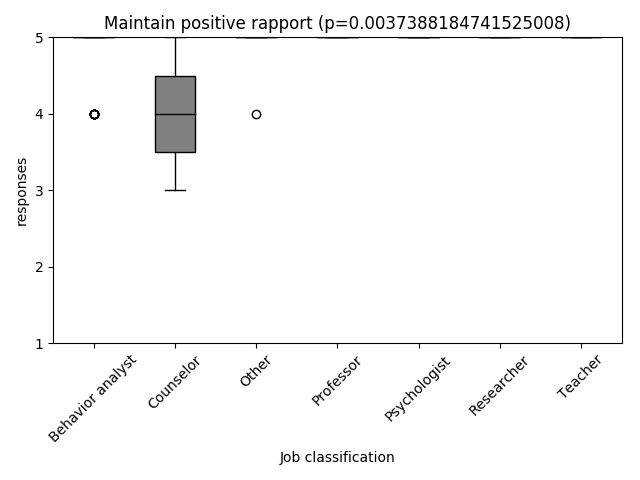 Maintain positive rapport (p=0.0037388184741525008)
5
4
3
2
1
responses
Behavior analyst
Counselor
Other
Professor
Psychologist
Researcher
Teacher
Job classification